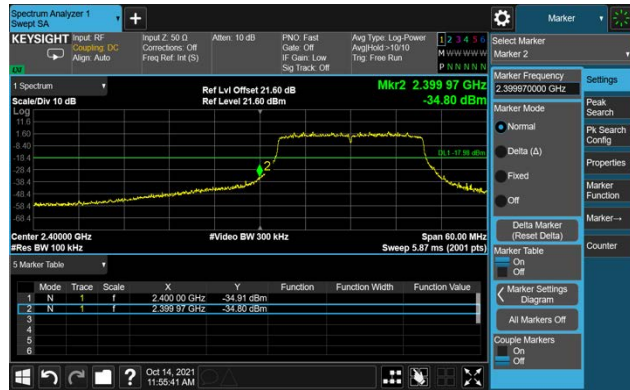 Spectrum Analyzer 1
Swept SA
+
Marker
KEYSIGHT
Input: RF
Coupling: DC
Align: Auto
Input Z: 50 Ω
Corrections: Off
Freq Ref: Int (S)
Atten: 10 dB
PNO: Fast
Gate: Off
IF Gain: Low
Sig Track: Off
Avg Type: Log-Power
Avg|Hold:>10/10
Trig: Free Run
1 2 3 4 5 6
M W W W W W
P N N N N N
Select Marker
Marker 2
1 Spectrum
Scale/Div 10 dB
Log
Ref Lvl Offset 21.60 dB
Ref Level 21.60 dBm
Mkr2 2.399 97 GHz
-34.80 dBm
11.6
1.60
-8.40
-18.4
-28.4
-38.4
-48.4
-58.4
-68.4
DL1 -17.99 dBm
2
Center 2.40000 GHz
#Res BW 100 kHz
#Video BW 300 kHz
Span 60.00 MHz
Sweep 5.87 ms (2001 pts)
5 Marker Table
Mode Trace Scale X Y Function Function Width Function Value
1 N 1 f 2.400 00 GHz -34.91 dBm
2 N 1 f 2.399 97 GHz -34.80 dBm
3
4
5
6
Marker Frequency
2.399970000 GHz
Marker Mode
Normal
Delta (Δ)
Fixed
Off
Delta Marker
(Reset Delta)
Marker Table
On
Off
Marker Settings
Diagram
All Markers Off
Couple Markers
On
Off
Settings
Peak
Search
Pk Search
Config
Properties
Marker
Function
Marker→
Counter
?
Oct 14, 2021
11:55:41 AM